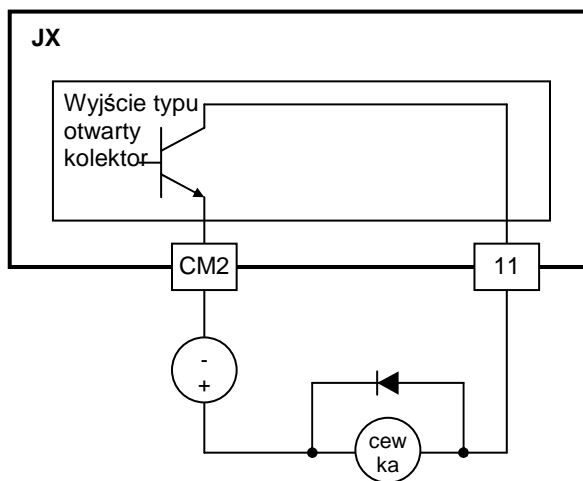 JX
Wyjście typu
otwarty
kolektor
CM2
11
-
+
cew
ka